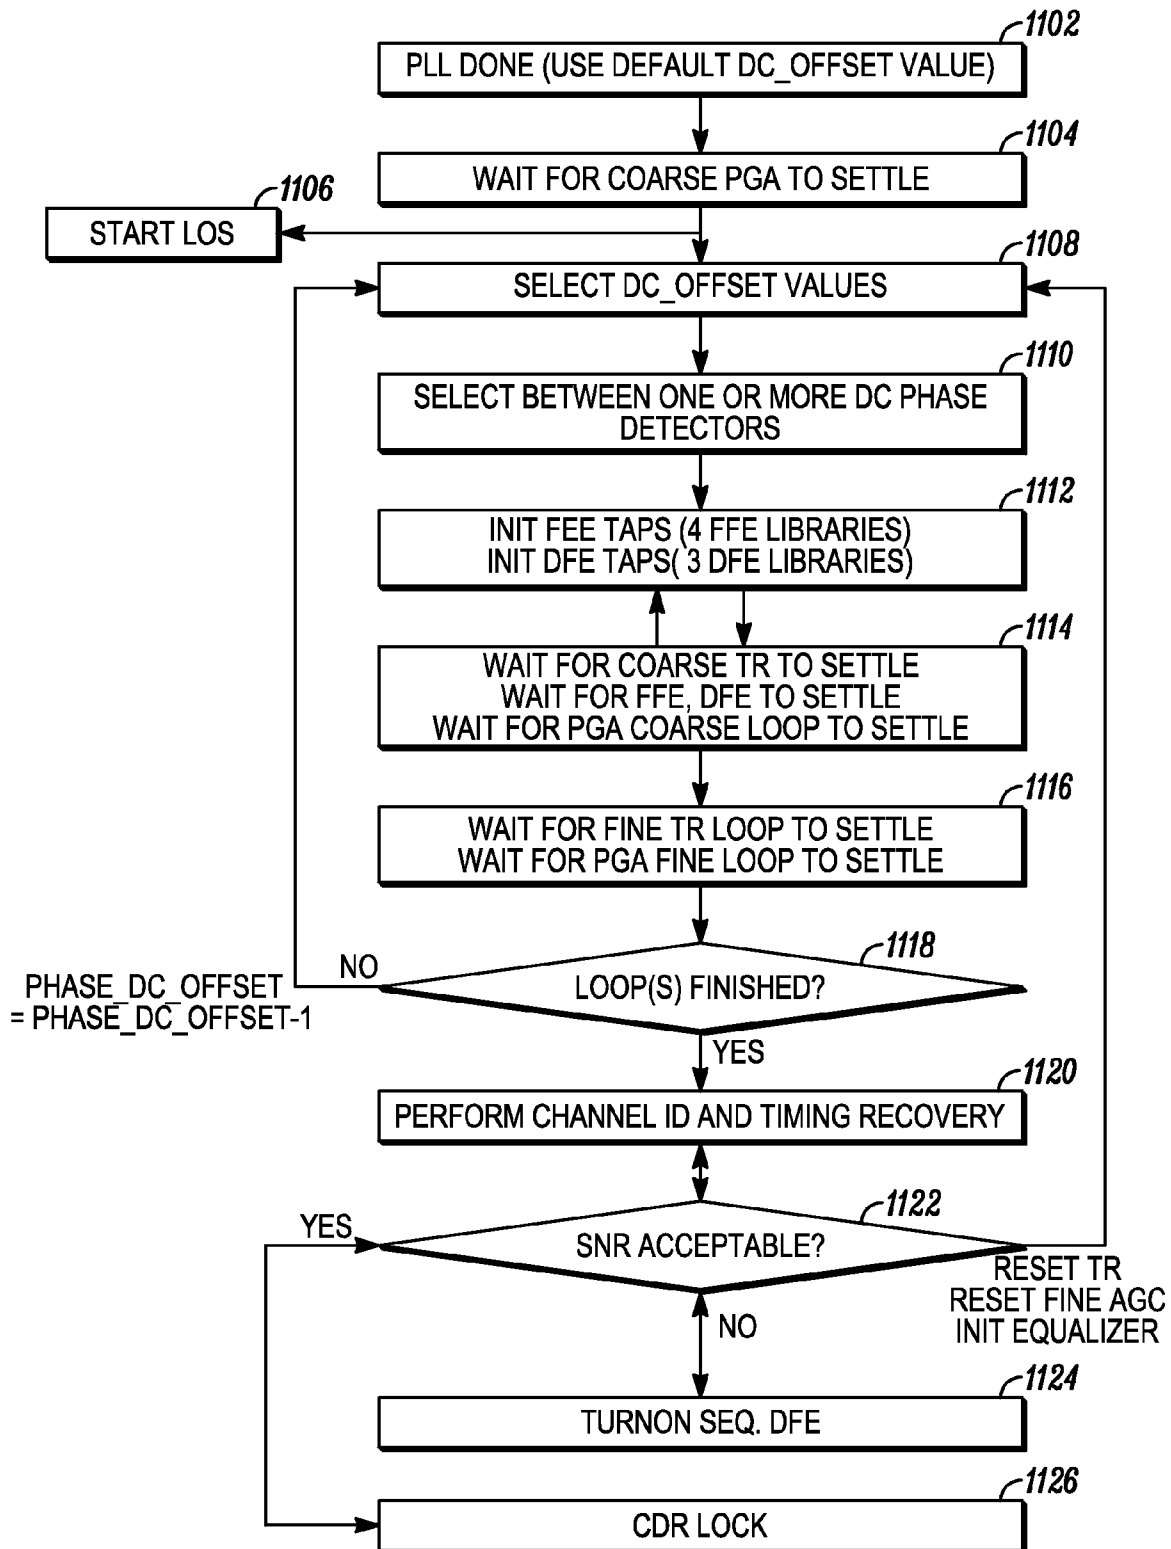 1102
PLL DONE (USE DEFAULT DC_OFFSET VALUE)
1104
WAIT FOR COARSE PGA TO SETTLE
1106
START LOS
1108
SELECT DC_OFFSET VALUES
1110
SELECT BETWEEN ONE OR MORE DC PHASE
DETECTORS
1112
INIT FEE TAPS (4 FFE LIBRARIES)
INIT DFE TAPS( 3 DFE LIBRARIES)
1114
WAIT FOR COARSE TR TO SETTLE
WAIT FOR FFE, DFE TO SETTLE
WAIT FOR PGA COARSE LOOP TO SETTLE
1116
WAIT FOR FINE TR LOOP TO SETTLE
WAIT FOR PGA FINE LOOP TO SETTLE
1118
LOOP(S) FINISHED?
NO
PHASE_DC_OFFSET
= PHASE_DC_OFFSET-1
YES
1120
PERFORM CHANNEL ID AND TIMING RECOVERY
1122
SNR ACCEPTABLE?
YES
RESET TR
RESET FINE AGC
INIT EQUALIZER
NO
1124
TURNON SEQ. DFE
1126
CDR LOCK